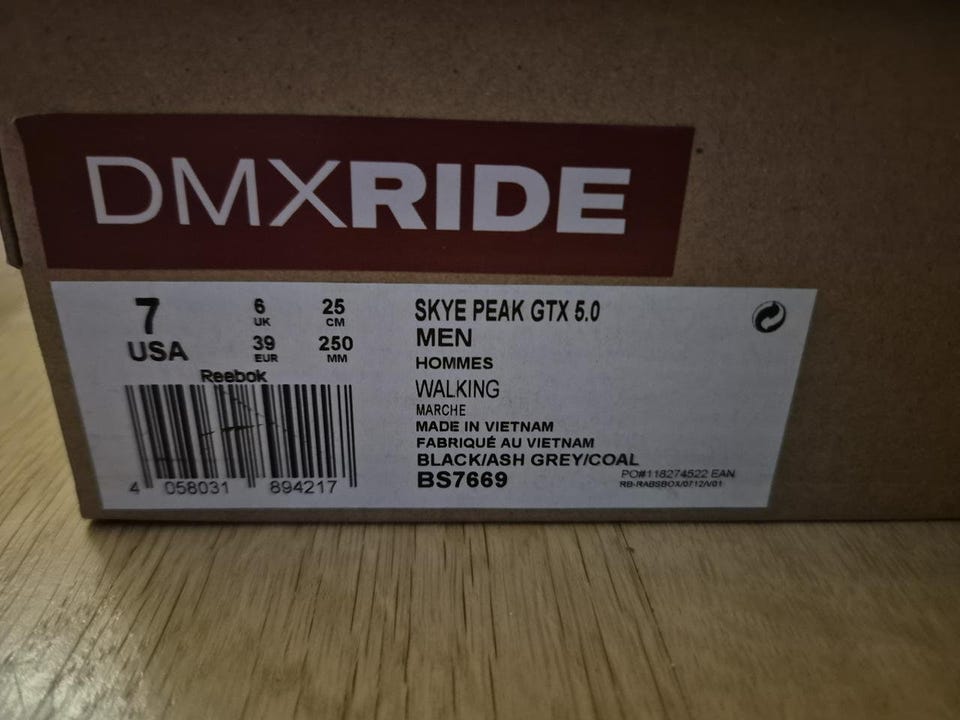 DMXRIDE
7 USA
6 UK
25 CM
39 EUR
250 MM
Reebok
4 058031 894217
SKYE PEAK GTX 5.0
MEN
HOMMES
WALKING
MARCHE
MADE IN VIETNAM
FABRIQUÉ AU VIETNAM
BLACK/ASH GREY/COAL
BS7669
PO#118274522 EAN
RB-RABSBOX/0712/V01